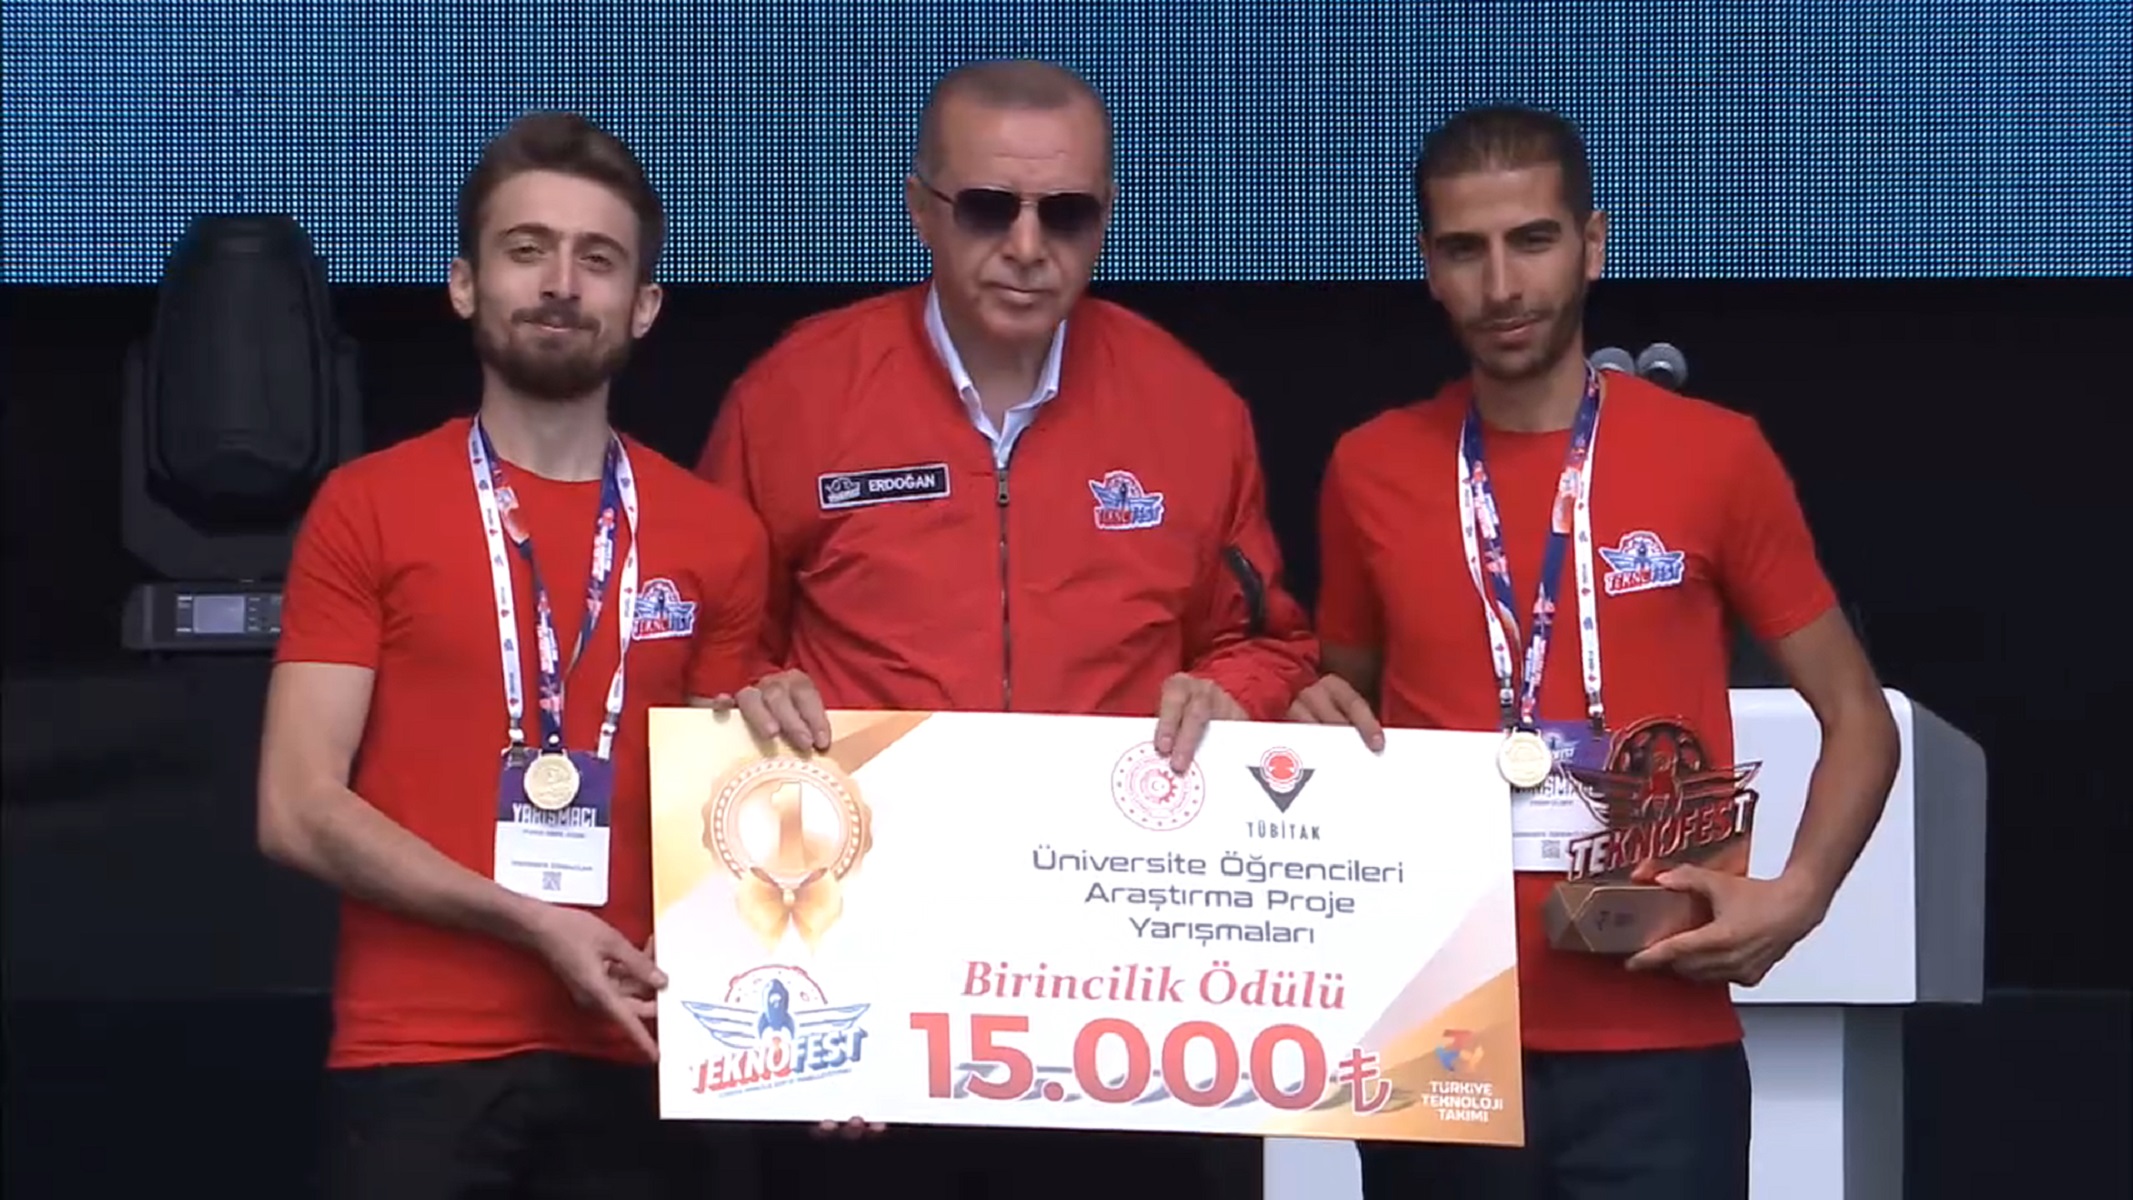 ERDOĞAN
TEKNOFEST
TEKNOFEST
TEKNOFEST
YARIŞMACI
TEKNOFEST
TÜBİTAK
Üniversite Öğrencileri
Araştırma Proje
Yarışmaları
Birincilik Ödülü
15.000₺
1
TEKNOFEST
TÜRKİYE
TEKNOLOJİ
TAKIMI